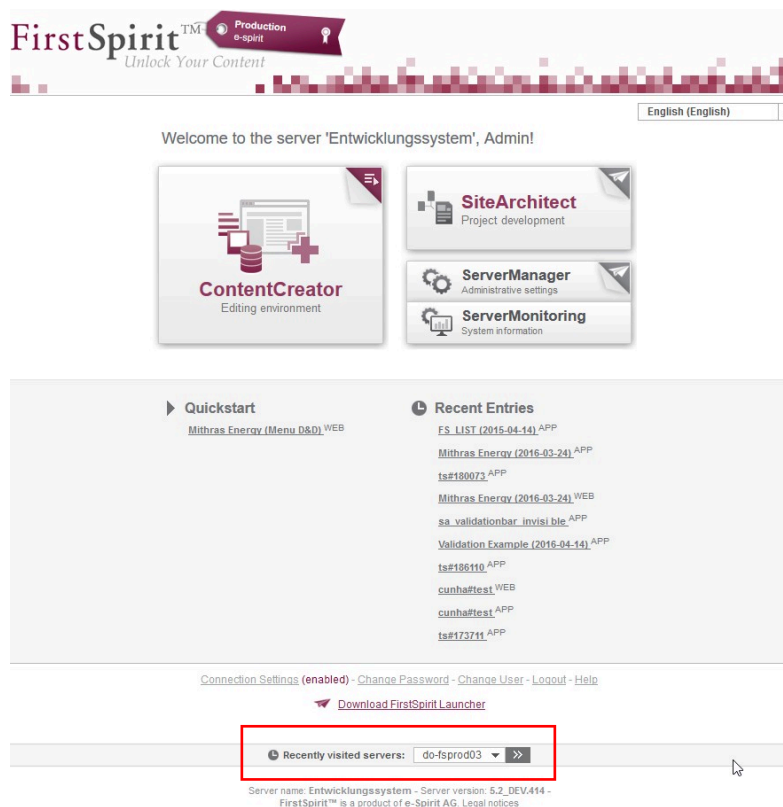 FirstSpirit™
Production
e-spirit
Unlock Your Content
English (English)
Welcome to the server 'Entwicklungssystem', Admin!
ContentCreator
Editing environment
SiteArchitect
Project development
ServerManager
Administrative settings
ServerMonitoring
System information
Quickstart
Mithras Energy (Menu D&D) WEB
Recent Entries
FS_LIST (2015-04-14) APP
Mithras Energy (2016-03-24) APP
ts#180073 APP
Mithras Energy (2016-03-24) WEB
sa_validationbar_invisi ble APP
Validation Example (2016-04-14) APP
ts#186110 APP
cunha#test WEB
cunha#test APP
ts#173711 APP
Connection Settings (enabled) - Change Password - Change User - Logout - Help
Download FirstSpirit Launcher
Recently visited servers: do-fsprod03
Server name: Entwicklungssystem - Server version: 5.2_DEV.414 -
FirstSpirit™ is a product of e-Spirit AG. Legal notices